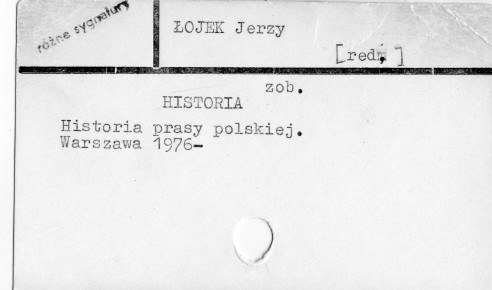 różne sygnatury
ŁOJEK Jerzy
[red.]
zob.
HISTORIA
Historia prasy polskiej.
Warszawa 1976-